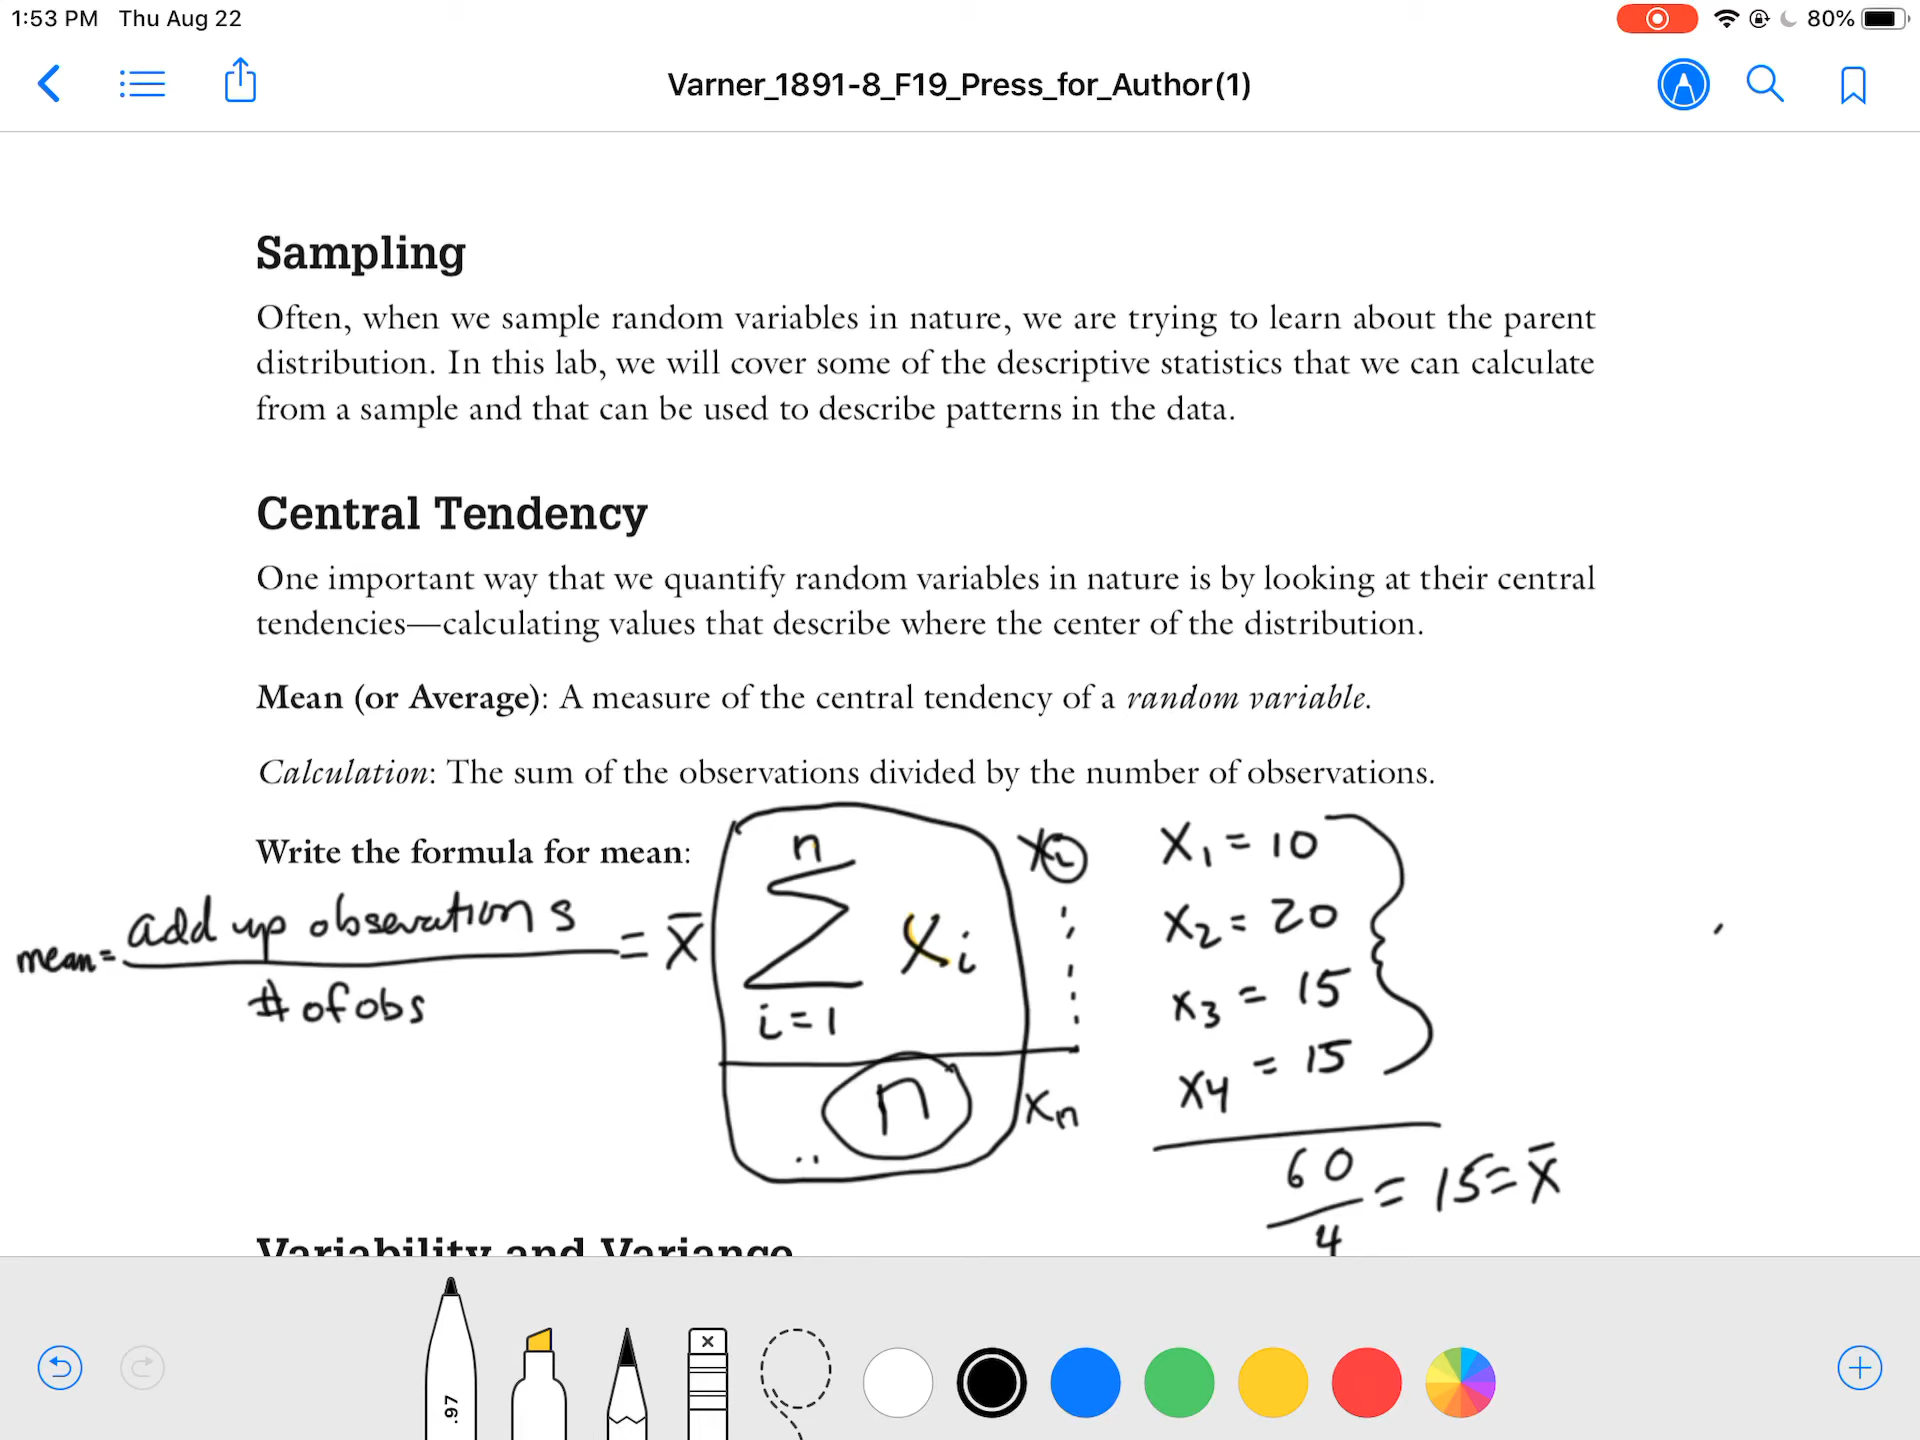 1:53 PM Thu Aug 22 80%
Varner_1891-8_F19_Press_for_Author(1)
Sampling
Often, when we sample random variables in nature, we are trying to learn about the parent
distribution. In this lab, we will cover some of the descriptive statistics that we can calculate
from a sample and that can be used to describe patterns in the data.
Central Tendency
One important way that we quantify random variables in nature is by looking at their central
tendencies—calculating values that describe where the center of the distribution.
Mean (or Average): A measure of the central tendency of a random variable.
Calculation: The sum of the observations divided by the number of observations.
Write the formula for mean:
mean = add up observations
# of obs
= x̄
n
∑ xi
i=1
n
xi
xn
x1 = 10
x2 = 20
x3 = 15
x4 = 15
60
4
= 15 = x̄
Variability and Variance
.97